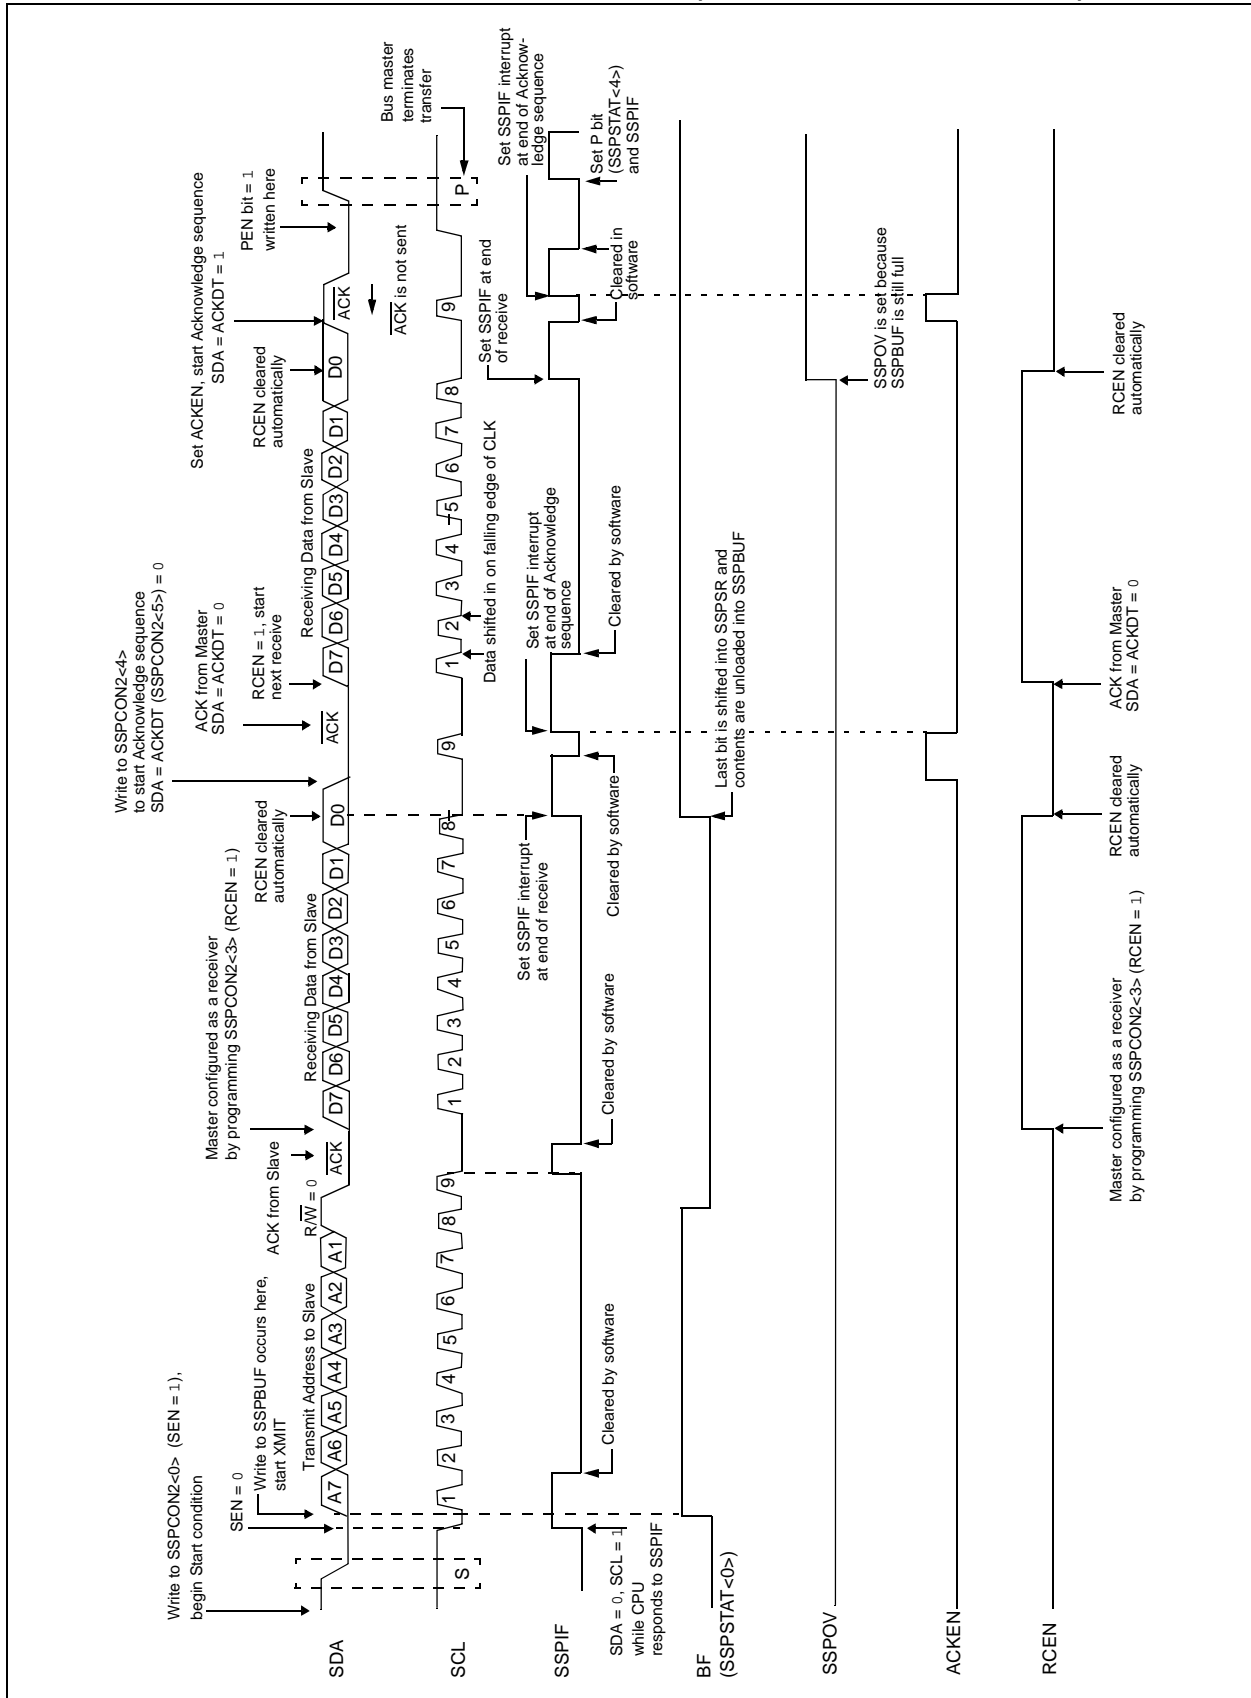 Write to SSPCON2<0> (SEN = 1),
begin Start condition
SEN = 0
Write to SSPBUF occurs here,
start XMIT
ACK from Slave
Master configured as a receiver
by programming SSPCON2<3> (RCEN = 1)
RCEN cleared
automatically
Write to SSPCON2<4>
to start Acknowledge sequence
SDA = ACKDT (SSPCON2<5>) = 0
ACK from Master
SDA = ACKDT = 0
RCEN = 1, start
next receive
RCEN cleared
automatically
Set ACKEN, start Acknowledge sequence
SDA = ACKDT = 1
PEN bit = 1
written here
SDA
Transmit Address to Slave
A7 A6 A5 A4 A3 A2 A1
R/W = 0
ACK
Receiving Data from Slave
D7 D6 D5 D4 D3 D2 D1 D0
ACK
Receiving Data from Slave
D7 D6 D5 D4 D3 D2 D1 D0
ACK
ACK is not sent
Bus master
terminates
transfer
SCL
S
1 2 3 4 5 6 7 8 9
1 2 3 4 5 6 7 8
9
1 2 3 4 5 6 7 8
9
P
Data shifted in on falling edge of CLK
Set SSPIF interrupt
at end of receive
Set SSPIF interrupt
at end of Acknowledge
sequence
Set SSPIF at end
of receive
Set SSPIF interrupt
at end of Acknow-
ledge sequence
SSPIF
SDA = 0, SCL = 1
while CPU
responds to SSPIF
Cleared by software
Cleared by software
Cleared by software
Cleared by software
Cleared in
software
Set P bit
(SSPSTAT<4>)
and SSPIF
BF
(SSPSTAT<0>)
Last bit is shifted into SSPSR and
contents are unloaded into SSPBUF
SSPOV
SSPOV is set because
SSPBUF is still full
ACKEN
RCEN
Master configured as a receiver
by programming SSPCON2<3> (RCEN = 1)
RCEN cleared
automatically
ACK from Master
SDA = ACKDT = 0
RCEN cleared
automatically